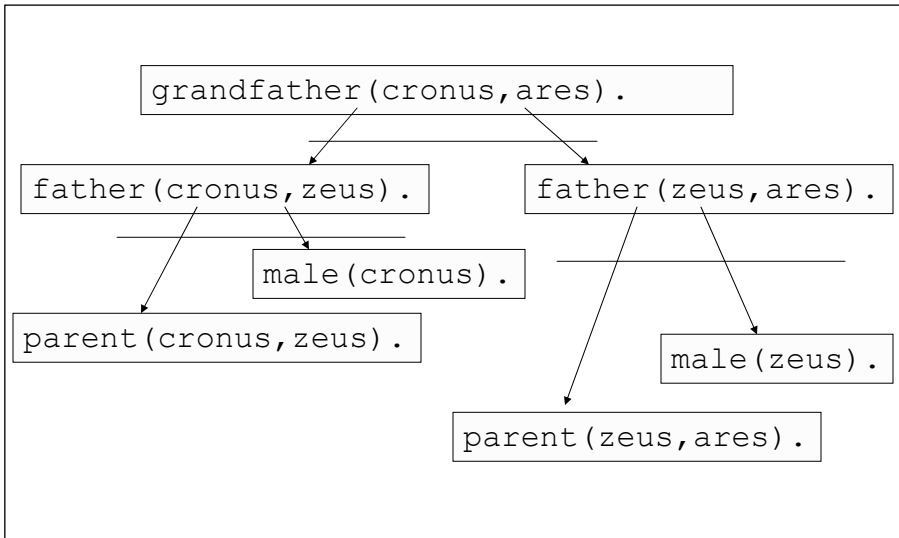 grandfather(cronus,ares).
father(cronus,zeus).
father(zeus,ares).
male(cronus).
parent(cronus,zeus).
male(zeus).
parent(zeus,ares).